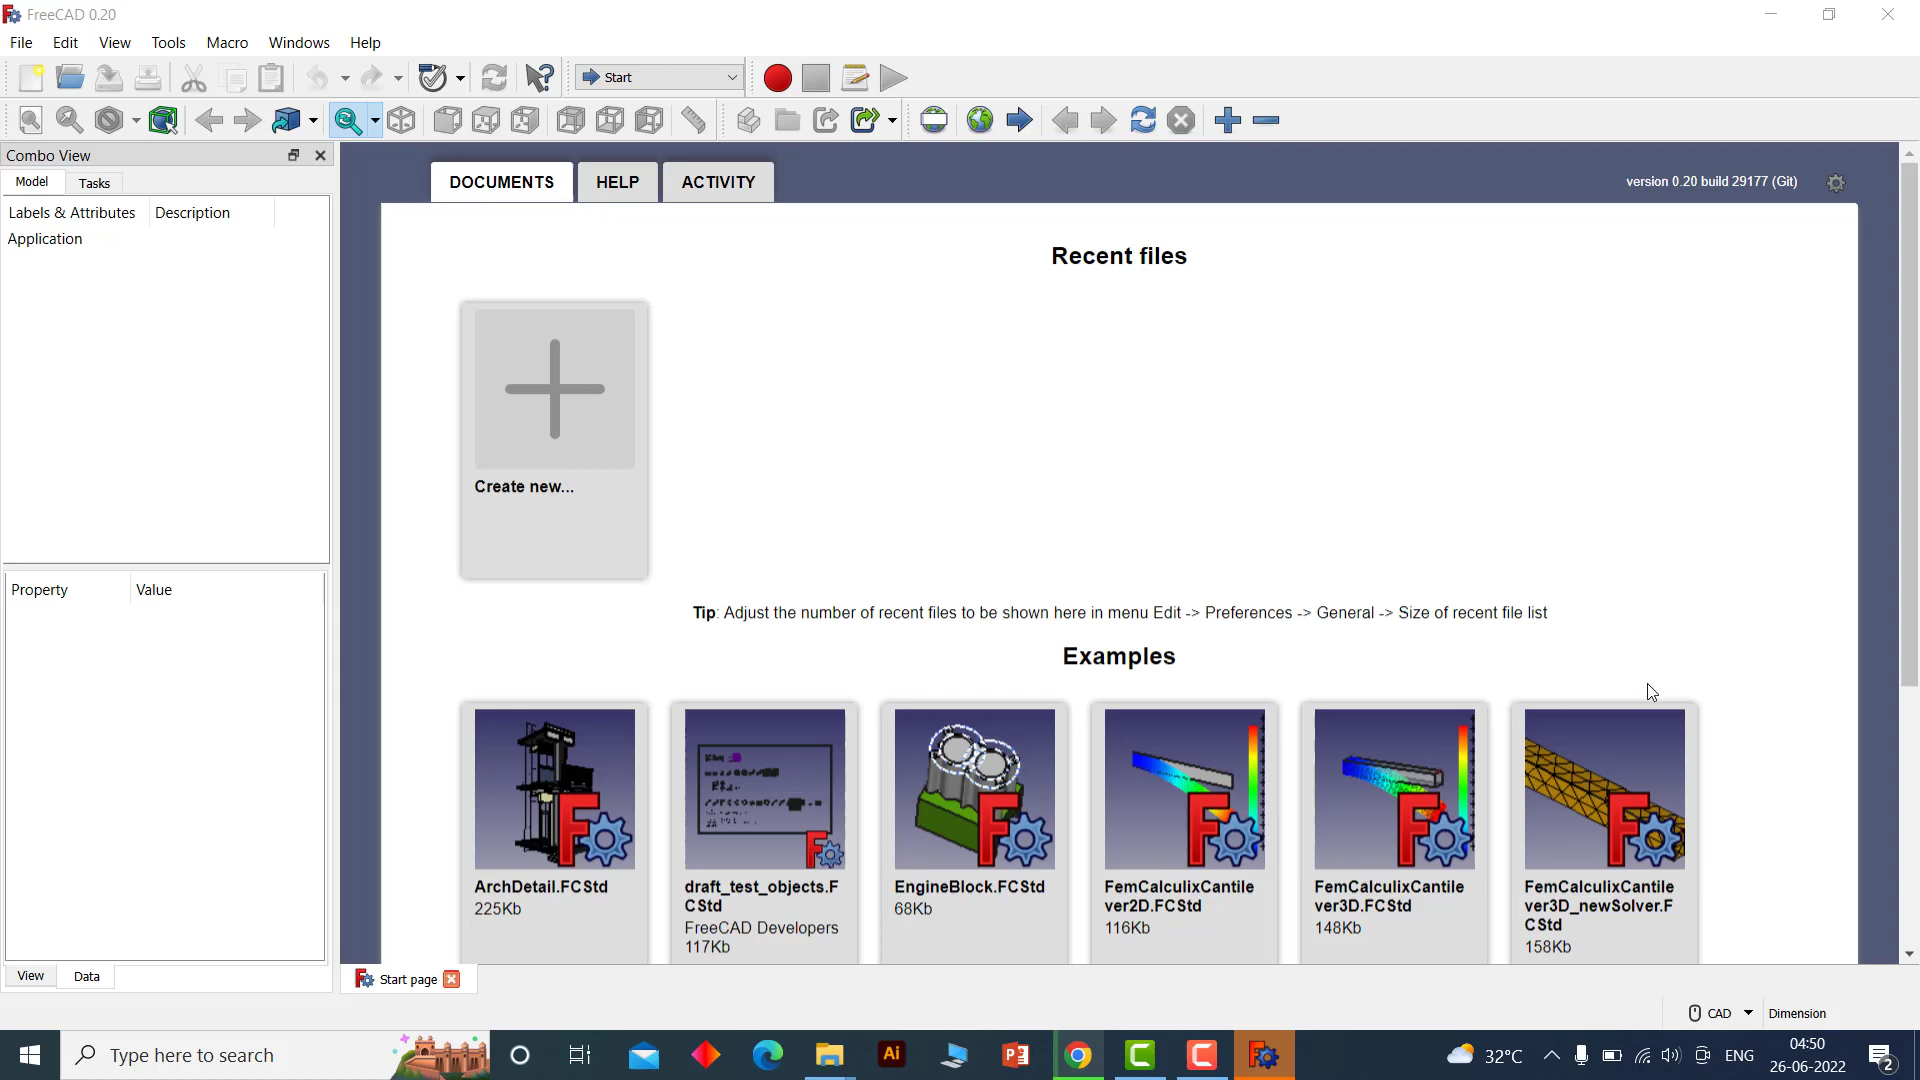 FreeCAD 0.20
File Edit View Tools Macro Windows Help
Start
Combo View
Model Tasks
Labels & Attributes Description
Application
Property Value
View Data
DOCUMENTS HELP ACTIVITY
version 0.20 build 29177 (Git)
Recent files
Create new...
Tip: Adjust the number of recent files to be shown here in menu Edit -> Preferences -> General -> Size of recent file list
Examples
ArchDetail.FCStd
225Kb
draft_test_objects.F
CStd
FreeCAD Developers
117Kb
EngineBlock.FCStd
68Kb
FemCalculixCantile
ver2D.FCStd
116Kb
FemCalculixCantile
ver3D.FCStd
148Kb
FemCalculixCantile
ver3D_newSolver.F
CStd
158Kb
Start page
CAD Dimension
Type here to search
Ai
32°C
ENG
04:50
26-06-2022
2